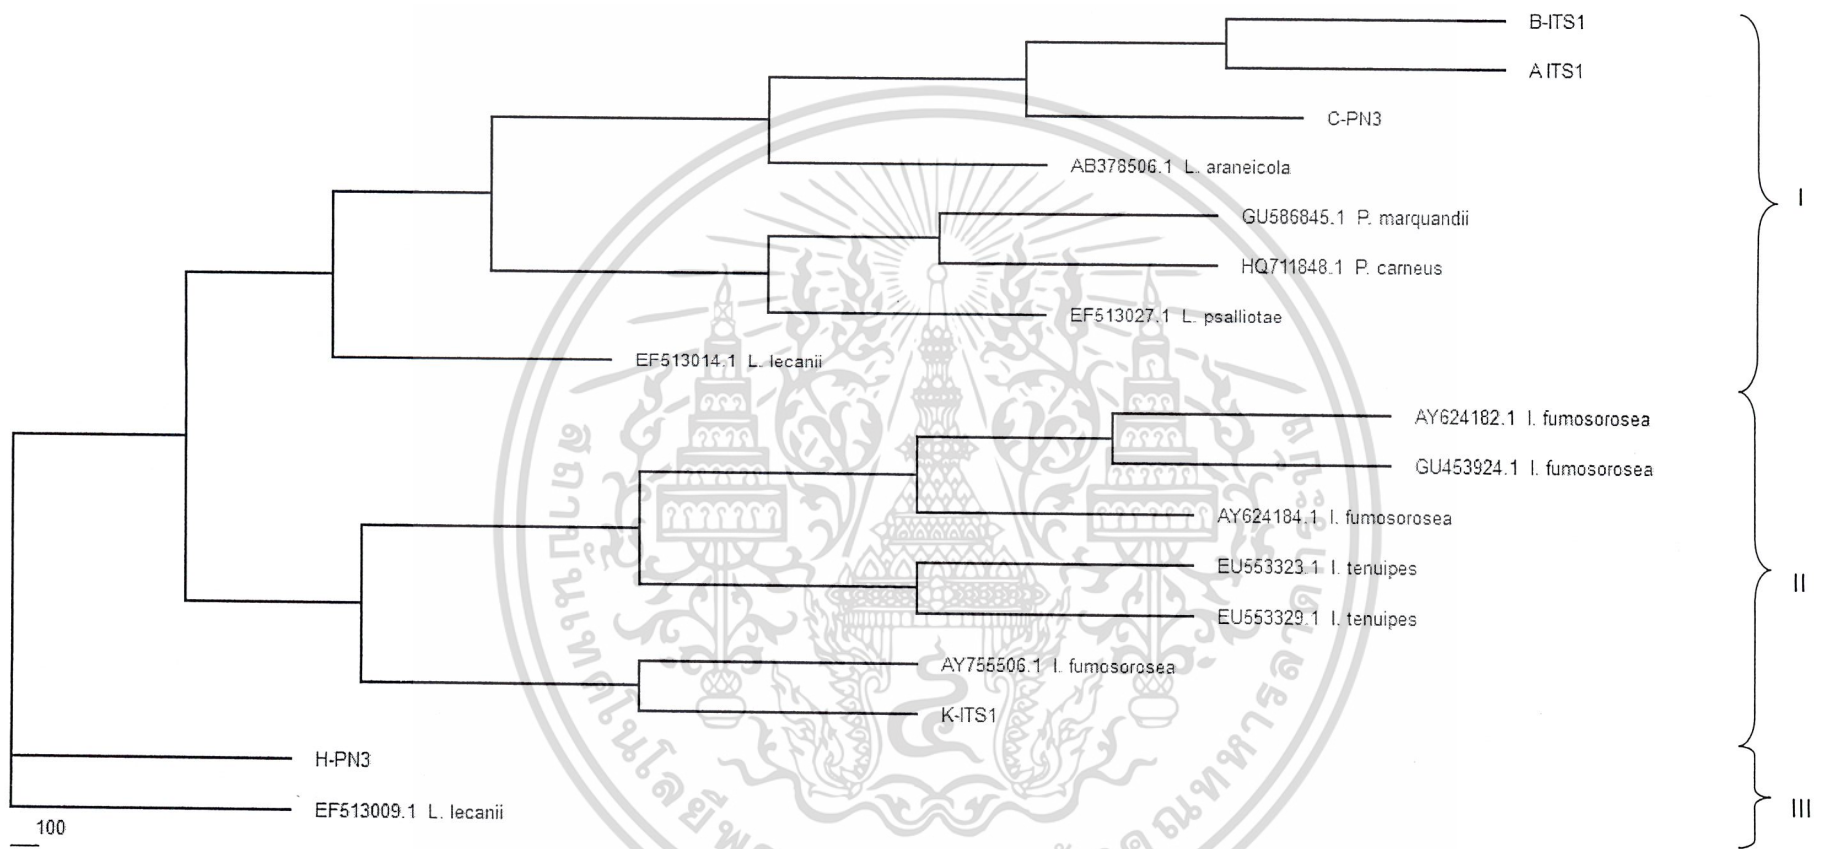 B-ITS1
A ITS1
C-PN3
AB378506.1 L. araneicola
I
GU586845.1 P. marquandii
HQ711848.1 P. carneus
EF513027.1 L. psalliotae
EF513014.1 L. lecanii
AY624182.1 I. fumosorosea
GU453924.1 I. fumosorosea
AY624184.1 I. fumosorosea
EU553323.1 I. tenuipes
II
EU553329.1 I. tenuipes
AY755506.1 I. fumosorosea
K-ITS1
H-PN3
EF513009.1 L. lecanii
III
100